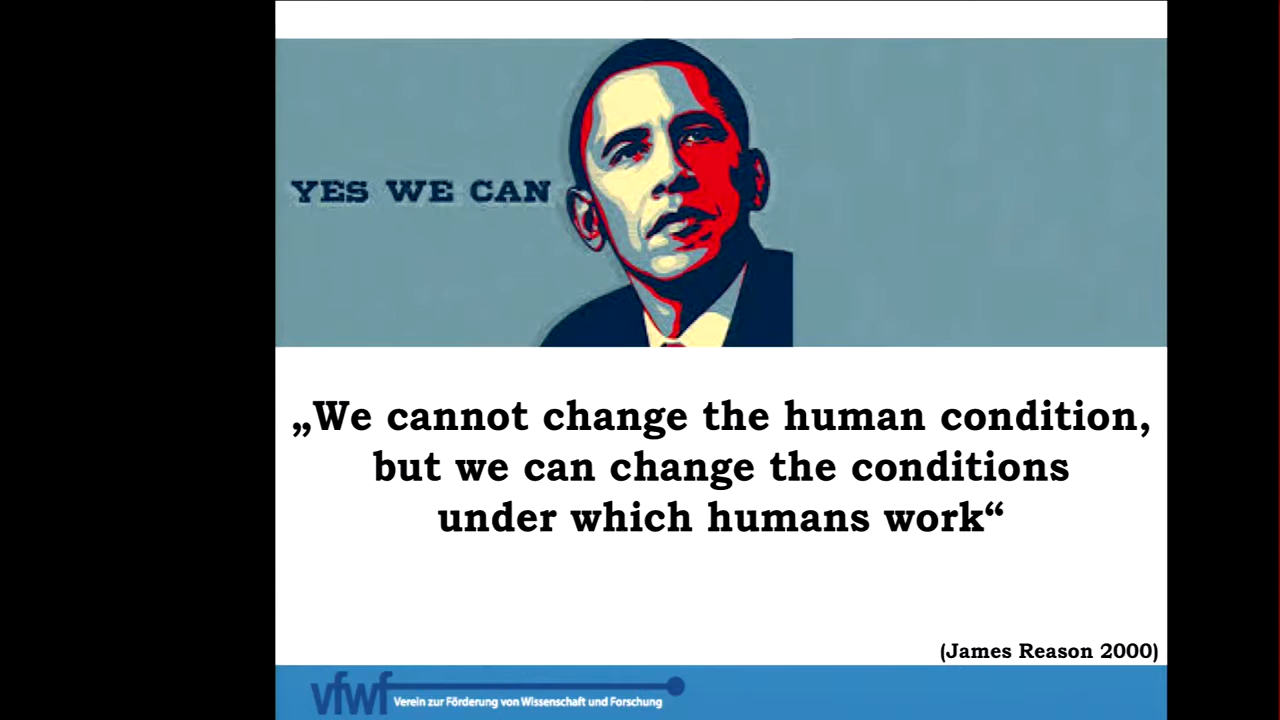 YES WE CAN
„We cannot change the human condition,
but we can change the conditions
under which humans work“
(James Reason 2000)
vfwf Verein zur Förderung von Wissenschaft und Forschung